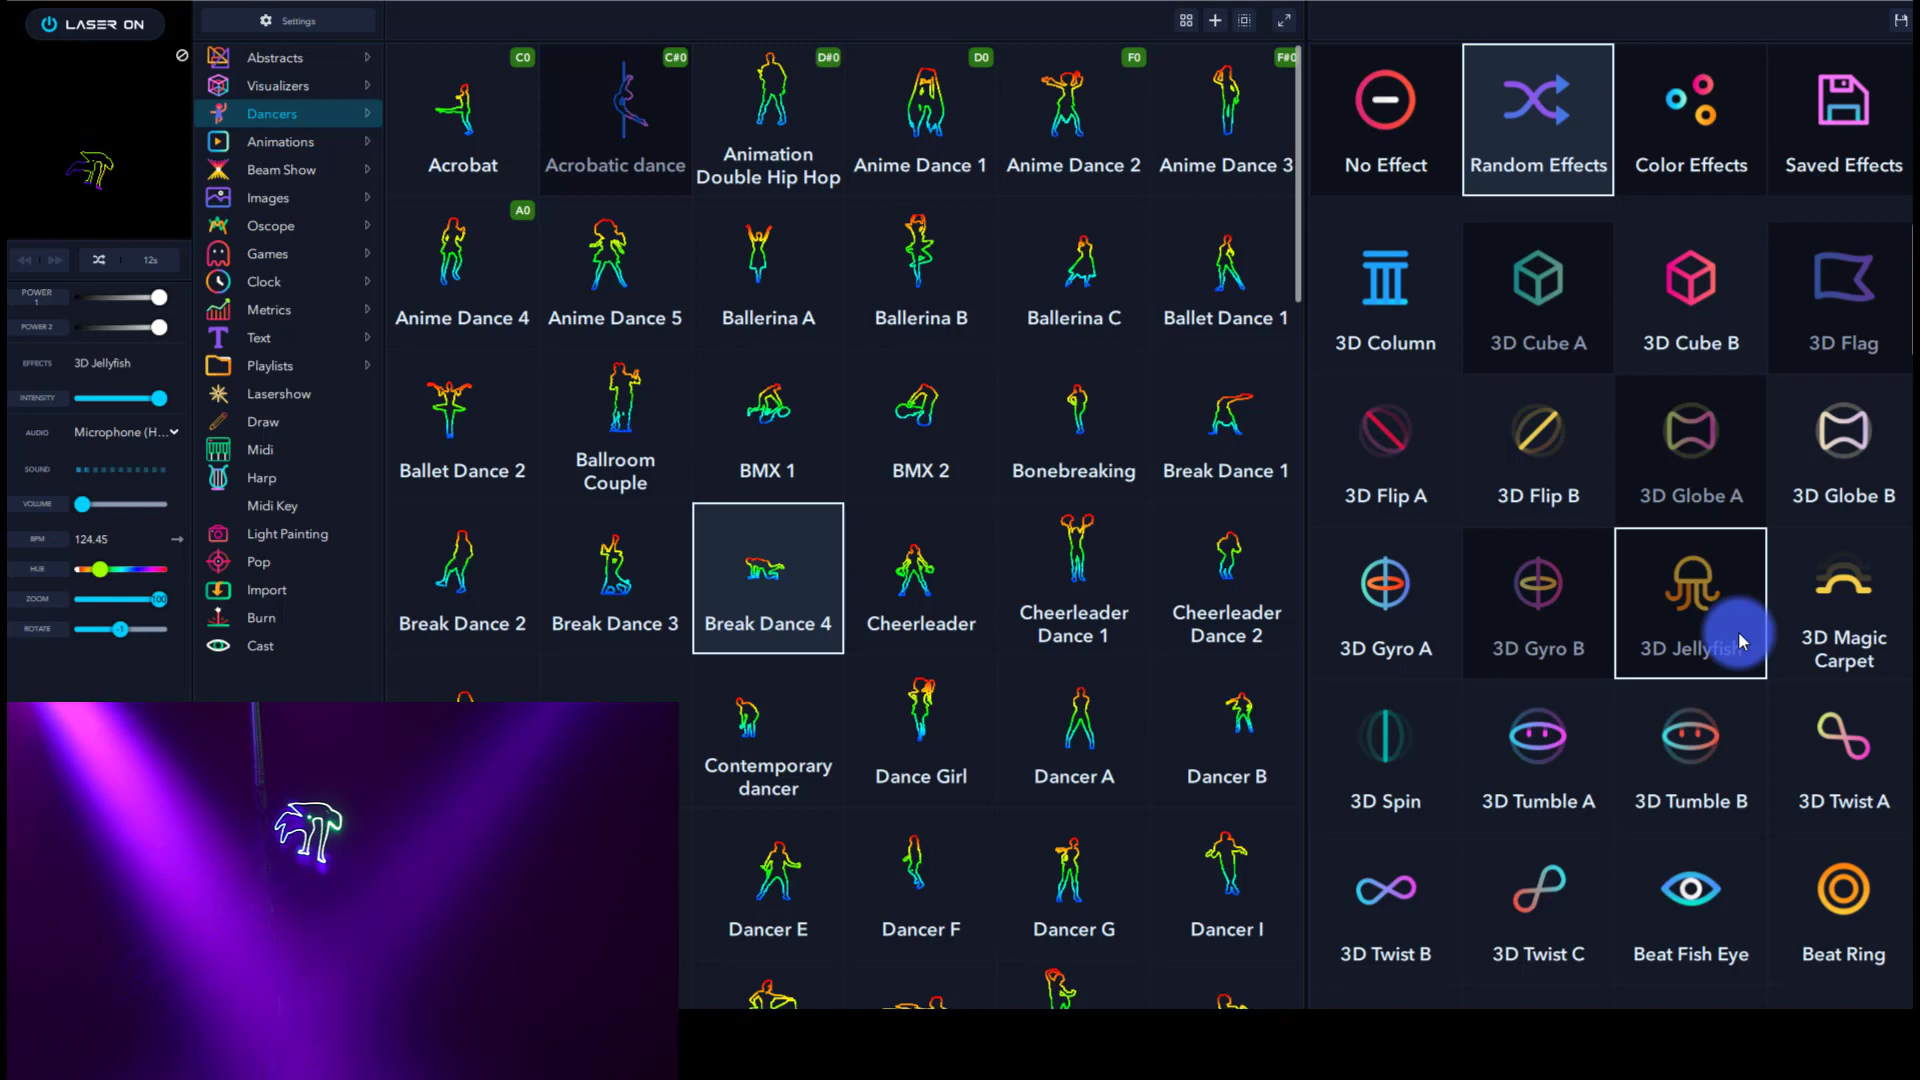 LASER ON
12s
POWER
1
POWER 2
EFFECTS
3D Jellyfish
INTENSITY
AUDIO
Microphone (H...
SOUND
VOLUME
BPM
124.45
HUE
ZOOM
100
ROTATE
-1
Settings
Abstracts
Visualizers
Dancers
Animations
Beam Show
Images
Oscope
Games
Clock
Metrics
Text
Playlists
Lasershow
Draw
Midi
Harp
Midi Key
Light Painting
Pop
Import
Burn
Cast
C0
C#0
D#0
D0
F0
F#0
Acrobat
Acrobatic dance
Animation
Double Hip Hop
Anime Dance 1
Anime Dance 2
Anime Dance 3
A0
Anime Dance 4
Anime Dance 5
Ballerina A
Ballerina B
Ballerina C
Ballet Dance 1
Ballet Dance 2
Ballroom
Couple
BMX 1
BMX 2
Bonebreaking
Break Dance 1
Break Dance 2
Break Dance 3
Break Dance 4
Cheerleader
Cheerleader
Dance 1
Cheerleader
Dance 2
Contemporary
dancer
Dance Girl
Dancer A
Dancer B
Dancer E
Dancer F
Dancer G
Dancer I
No Effect
Random Effects
Color Effects
Saved Effects
3D Column
3D Cube A
3D Cube B
3D Flag
3D Flip A
3D Flip B
3D Globe A
3D Globe B
3D Gyro A
3D Gyro B
3D Jellyfish
3D Magic
Carpet
3D Spin
3D Tumble A
3D Tumble B
3D Twist A
3D Twist B
3D Twist C
Beat Fish Eye
Beat Ring